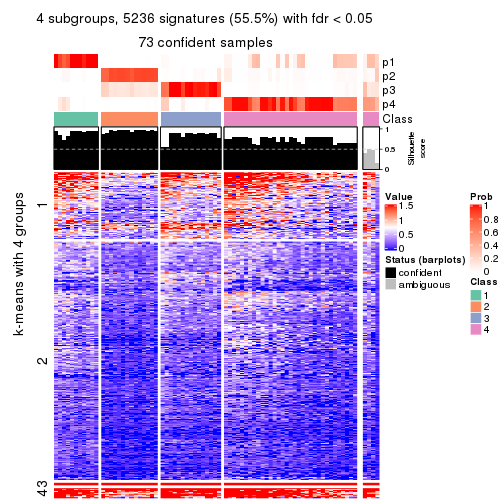 4 subgroups, 5236 signatures (55.5%) with fdr < 0.05
73 confident samples
p1
p2
p3
p4
Class
1
0.5
0
Silhouette
score
k-means with 4 groups
1
2
3
4
Value
1.5
1
0.5
0
Status (barplots)
confident
ambiguous
Prob
1
0.8
0.6
0.4
0.2
0
Class
1
2
3
4